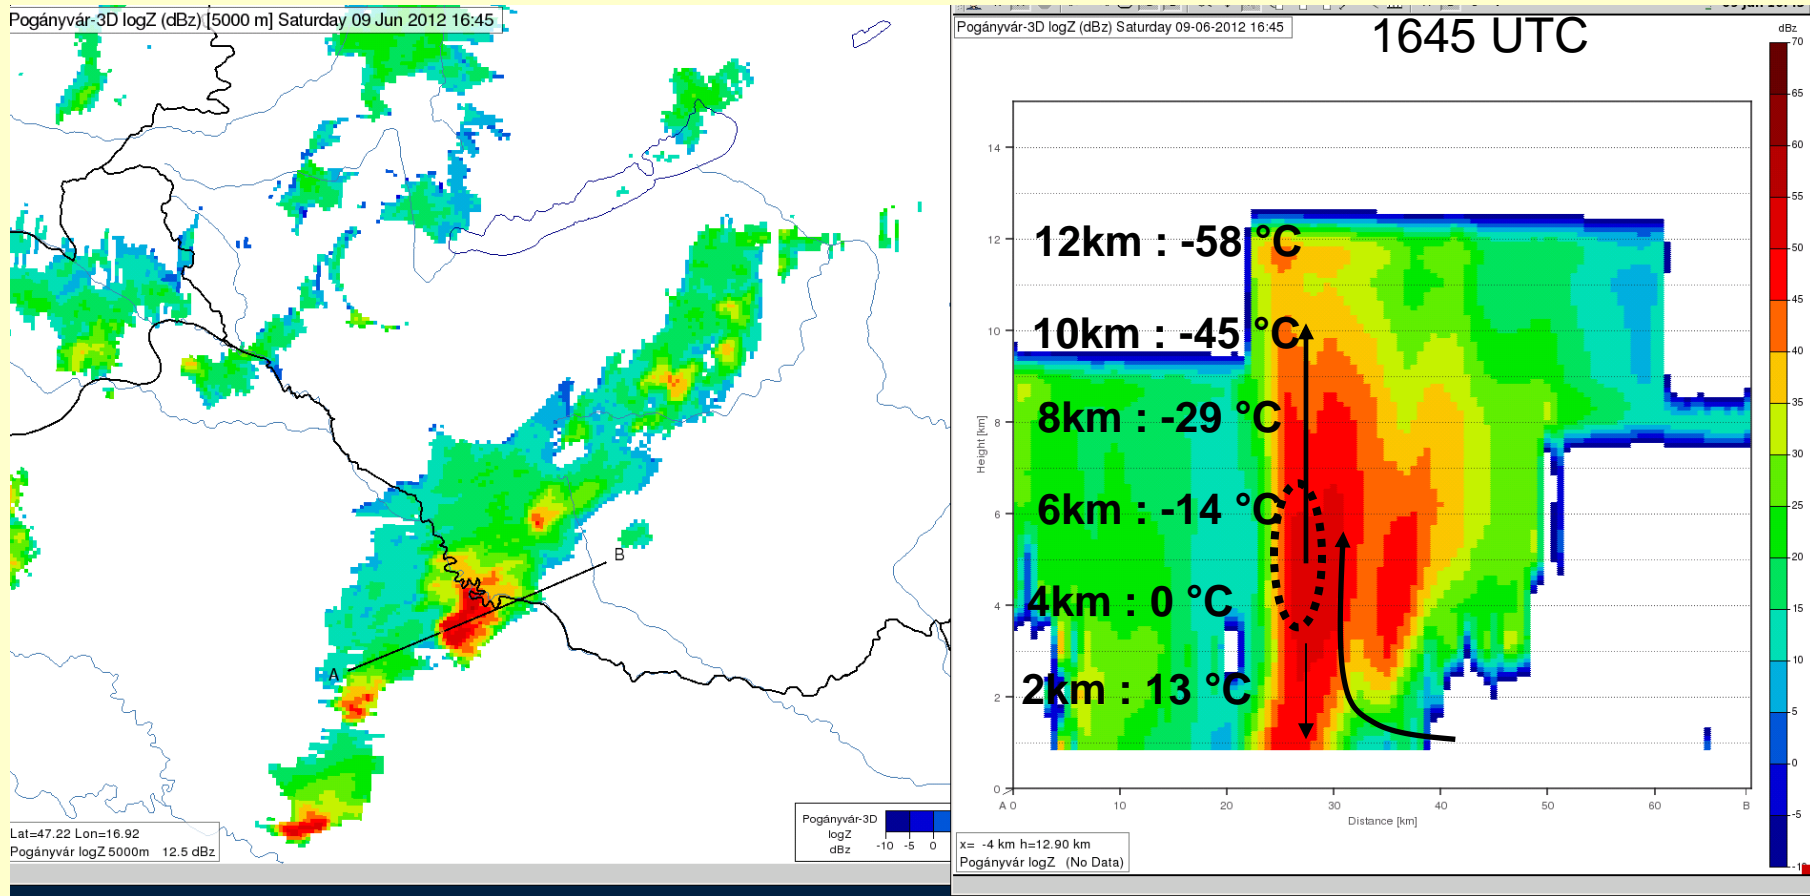 Pogányvár-3D logZ (dBz) [5000 m] Saturday 09 Jun 2012 16:45
B
A
Lat=47.22 Lon=16.92
Pogányvár logZ 5000m 12.5 dBz
Pogányvár-3D
logZ
dBz
-10 -5 0
Pogányvár-3D logZ (dBz) Saturday 09-06-2012 16:45
1645 UTC
dBz
70
65
60
55
50
45
40
35
30
25
20
15
10
5
0
-5
14
12
10
8
6
4
2
0
Height [km]
12km : -58 °C
10km : -45 °C
8km : -29 °C
6km : -14 °C
4km : 0 °C
2km : 13 °C
A 0 10 20 30 40 50 60 B
Distance [km]
x= -4 km h=12.90 km
Pogányvár logZ (No Data)